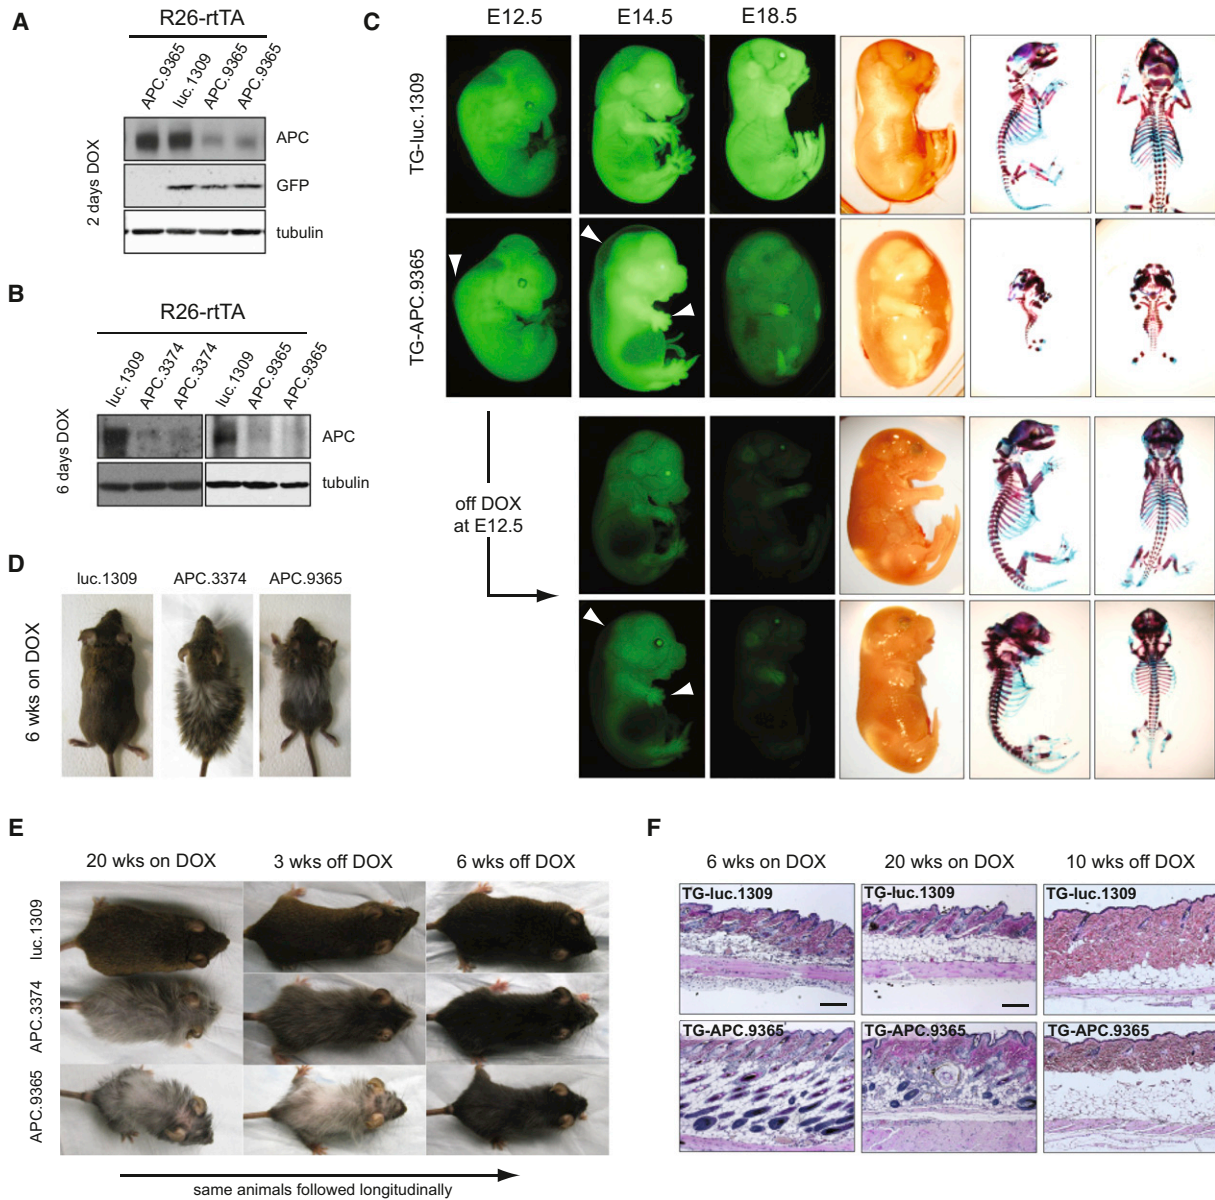 A
R26-rtTA
APC.9365
luc.1309
APC.9365
APC.9365
2 days DOX
APC
GFP
tubulin
B
R26-rtTA
luc.1309
APC.3374
APC.3374
luc.1309
APC.9365
APC.9365
6 days DOX
APC
tubulin
C
E12.5
E14.5
E18.5
TG-luc.1309
TG-APC.9365
off DOX
at E12.5
D
luc.1309
APC.3374
APC.9365
6 wks on DOX
E
20 wks on DOX
3 wks off DOX
6 wks off DOX
luc.1309
APC.3374
APC.9365
same animals followed longitudinally
F
6 wks on DOX
20 wks on DOX
10 wks off DOX
TG-luc.1309
TG-luc.1309
TG-luc.1309
TG-APC.9365
TG-APC.9365
TG-APC.9365